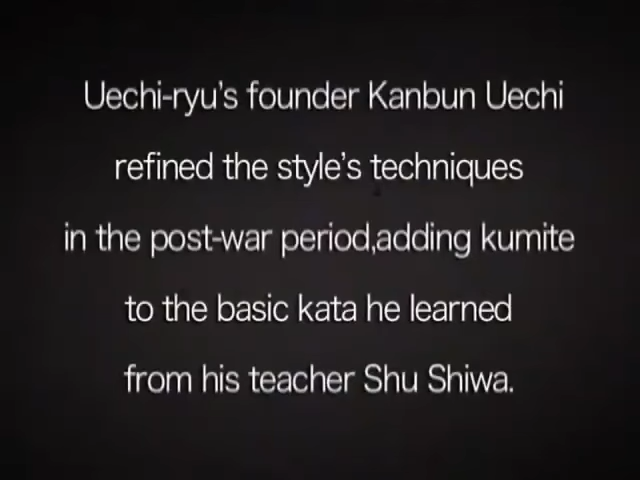 Uechi-ryu's founder Kanbun Uechi
refined the style's techniques
in the post-war period,adding kumite
to the basic kata he learned
from his teacher Shu Shiwa.